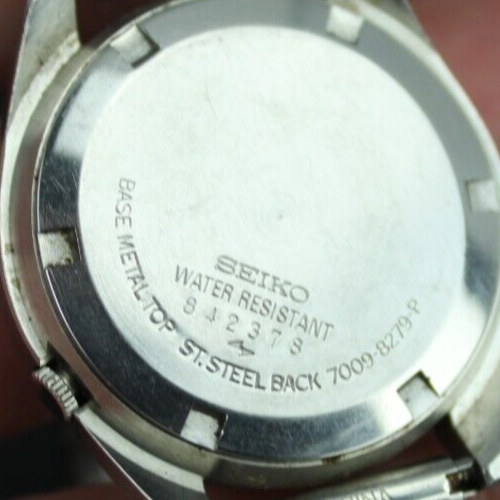 SEIKO
WATER RESISTANT
842378
BASE METAL TOP ST.STEEL BACK 7009-8279-P